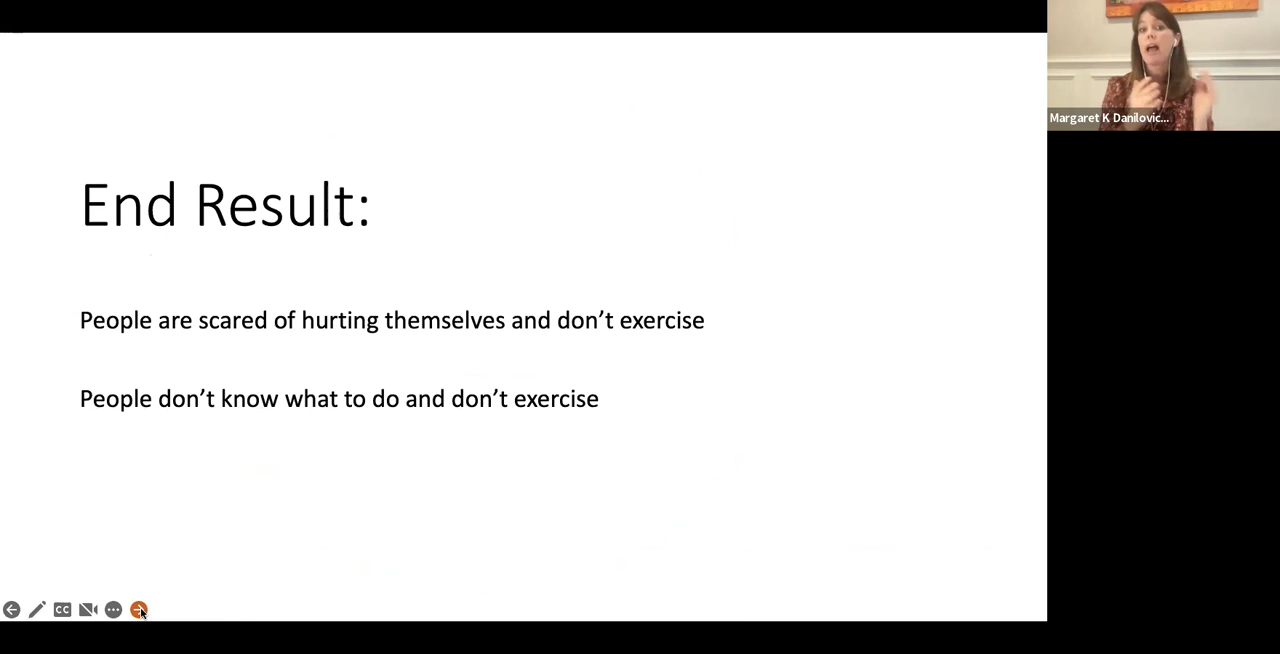 End Result:
People are scared of hurting themselves and don’t exercise
People don’t know what to do and don’t exercise
Margaret K Danilovic...
CC